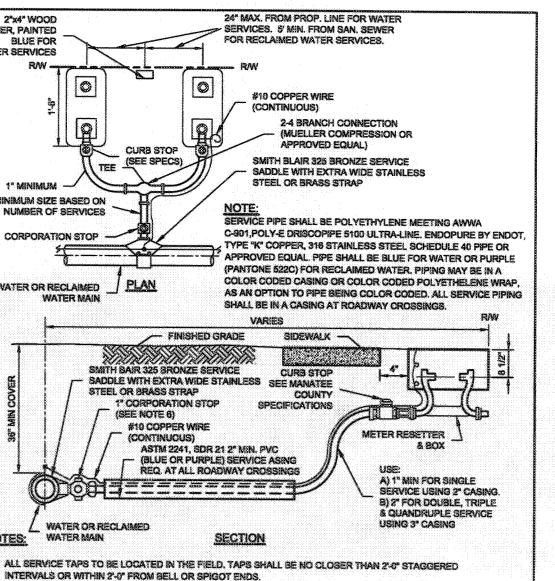 2"x4" WOOD
ER, PAINTED
BLUE FOR
ER SERVICES
24" MAX. FROM PROP. LINE FOR WATER
SERVICES. 5' MIN. FROM SAN. SEWER
FOR RECLAIMED WATER SERVICES.
R/W
R/W
1'-6"
#10 COPPER WIRE
(CONTINUOUS)
2-4 BRANCH CONNECTION
(MUELLER COMPRESSION OR
APPROVED EQUAL)
CURB STOP
(SEE SPECS)
TEE
SMITH BLAIR 325 BRONZE SERVICE
SADDLE WITH EXTRA WIDE STAINLESS
STEEL OR BRASS STRAP
1" MINIMUM
MINIMUM SIZE BASED ON
NUMBER OF SERVICES
CORPORATION STOP
WATER OR RECLAIMED
WATER MAIN
PLAN
NOTE:
SERVICE PIPE SHALL BE POLYETHYLENE MEETING AWWA
C-901,POLY-E DRISCOPIPE 5100 ULTRA-LINE. ENDOPURE BY ENDOT,
TYPE "K" COPPER, 316 STAINLESS STEEL SCHEDULE 40 PIPE OR
APPROVED EQUAL. PIPE SHALL BE BLUE FOR WATER OR PURPLE
(PANTONE 522C) FOR RECLAIMED WATER. PIPING MAY BE IN A
COLOR CODED CASING OR COLOR CODED POLYETHELENE WRAP,
AS AN OPTION TO PIPE BEING COLOR CODED. ALL SERVICE PIPING
SHALL BE IN A CASING AT ROADWAY CROSSINGS.
VARIES
R/W
FINISHED GRADE
SIDEWALK
36" MIN COVER
SMITH BAIR 325 BRONZE SERVICE
SADDLE WITH EXTRA WIDE STAINLESS
STEEL OR BRASS STRAP
1" CORPORATION STOP
(SEE NOTE 6)
#10 COPPER WIRE
(CONTINUOUS)
ASTM 2241, SDR 21 2" MIN. PVC
(BLUE OR PURPLE) SERVICE ASING
REQ. AT ALL ROADWAY CROSSINGS
CURB STOP
SEE MANATEE
COUNTY
SPECIFICATIONS
4"
8 1/2"
METER RESETTER
& BOX
USE:
A) 1" MIN FOR SINGLE
SERVICE USING 2" CASING.
B) 2" FOR DOUBLE, TRIPLE
& QUANDRUPLE SERVICE
USING 3" CASING
WATER OR RECLAIMED
WATER MAIN
SECTION
NOTES:
ALL SERVICE TAPS TO BE LOCATED IN THE FIELD. TAPS SHALL BE NO CLOSER THAN 2'-0" STAGGERED
INTERVALS OR WITHIN 2'-0" FROM BELL OR SPIGOT ENDS.